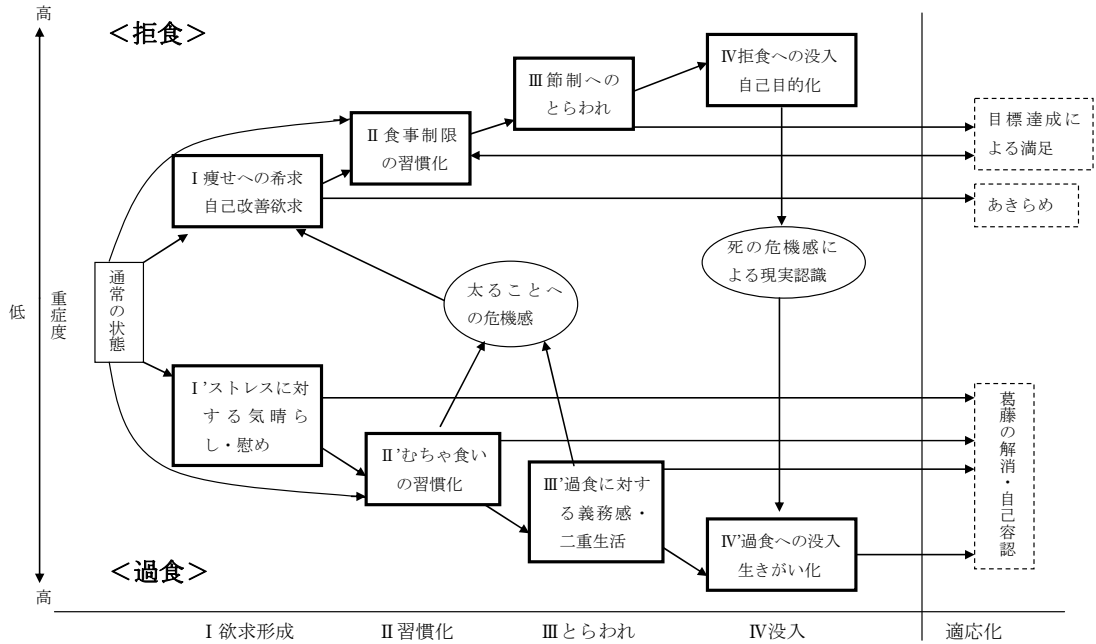 高
＜拒食＞
Ⅳ拒食への没入
自己目的化
Ⅲ節制への
とらわれ
目標達成に
よる満足
Ⅱ食事制限
の習慣化
Ⅰ痩せへの希求
自己改善欲求
あきらめ
通常の状態
低
重症度
太ることへ
の危機感
死の危機感に
よる現実認識
Ⅰ'ストレスに対
する気晴ら
し・慰め
葛藤の解消・自己容認
Ⅱ'むちゃ食い
の習慣化
Ⅲ'過食に対す
る義務感・
二重生活
Ⅳ'過食への没入
生きがい化
＜過食＞
高
Ⅰ欲求形成
Ⅱ習慣化
Ⅲとらわれ
Ⅳ没入
適応化